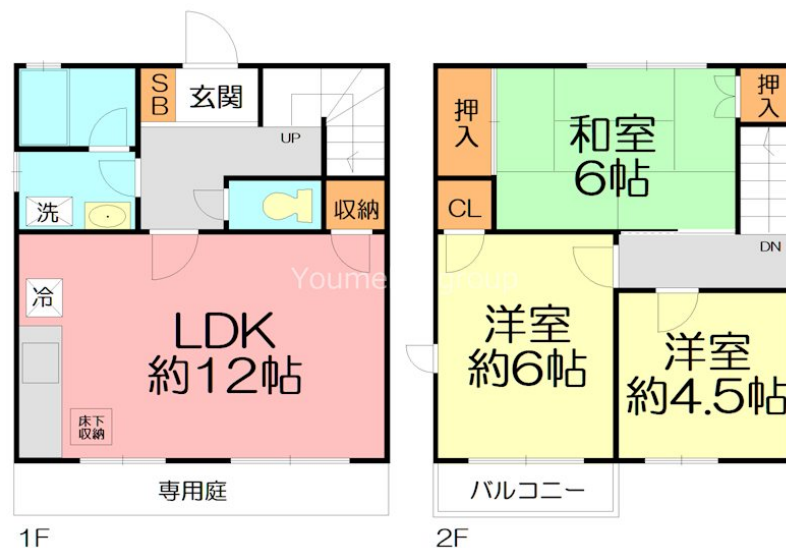 SB
玄関
UP
洗
収納
冷
LDK
約12帖
床下
収納
専用庭
1F
押入
和室
6帖
押入
CL
DN
洋室
約6帖
洋室
約4.5帖
バルコニー
2F